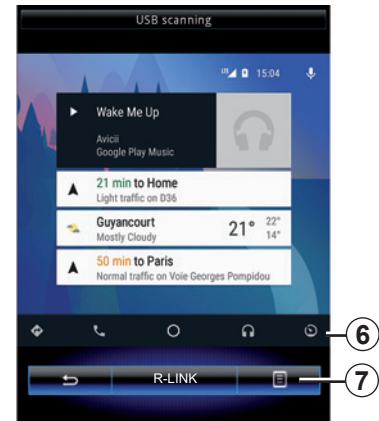 USB scanning
LTE 15:04
Wake Me Up
Avicii
Google Play Music
21 min to Home
Light traffic on D36
Guyancourt
Mostly Cloudy
21° 22°
14°
50 min to Paris
Normal traffic on Voie Georges Pompidou
6
R-LINK
7